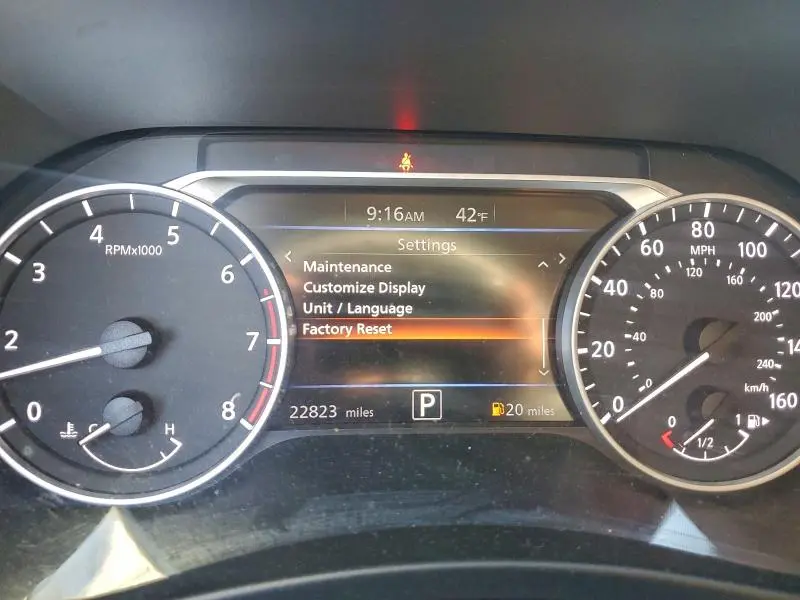 9:16AM 42°F
Settings
Maintenance
Customize Display
Unit / Language
Factory Reset
22823 miles P 20 miles
0 2 3 4 5 6 7 8
RPMx1000
C H
0 20 40 60 80 100 120 14 160
MPH
0 40 80 120 160 200 240
km/h
0 1/2 1